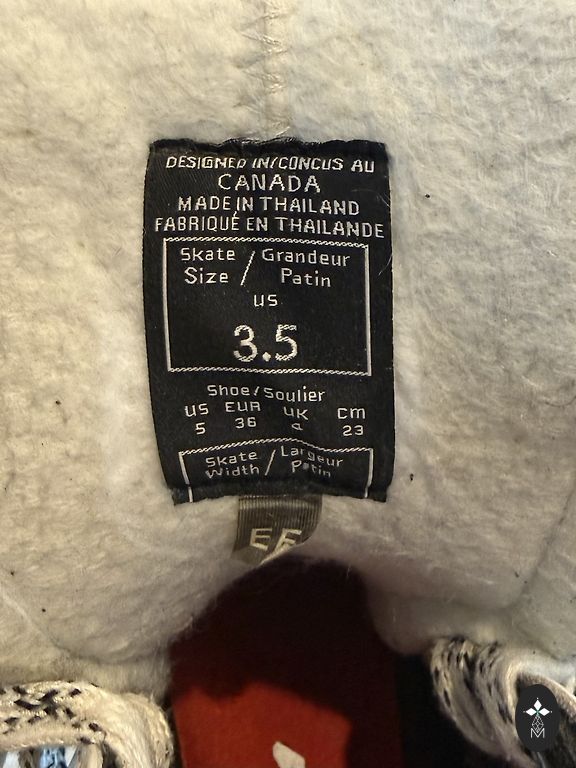 DESIGNED IN/CONCUS AU
CANADA
MADE IN THAILAND
FABRIQUÉ EN THAILANDE
Skate / Grandeur
Size / Patin
US
3.5
Shoe/Soulier
US EUR UK CM
5 36 4 23
Skate / Largeur
Width / Patin
EE
M